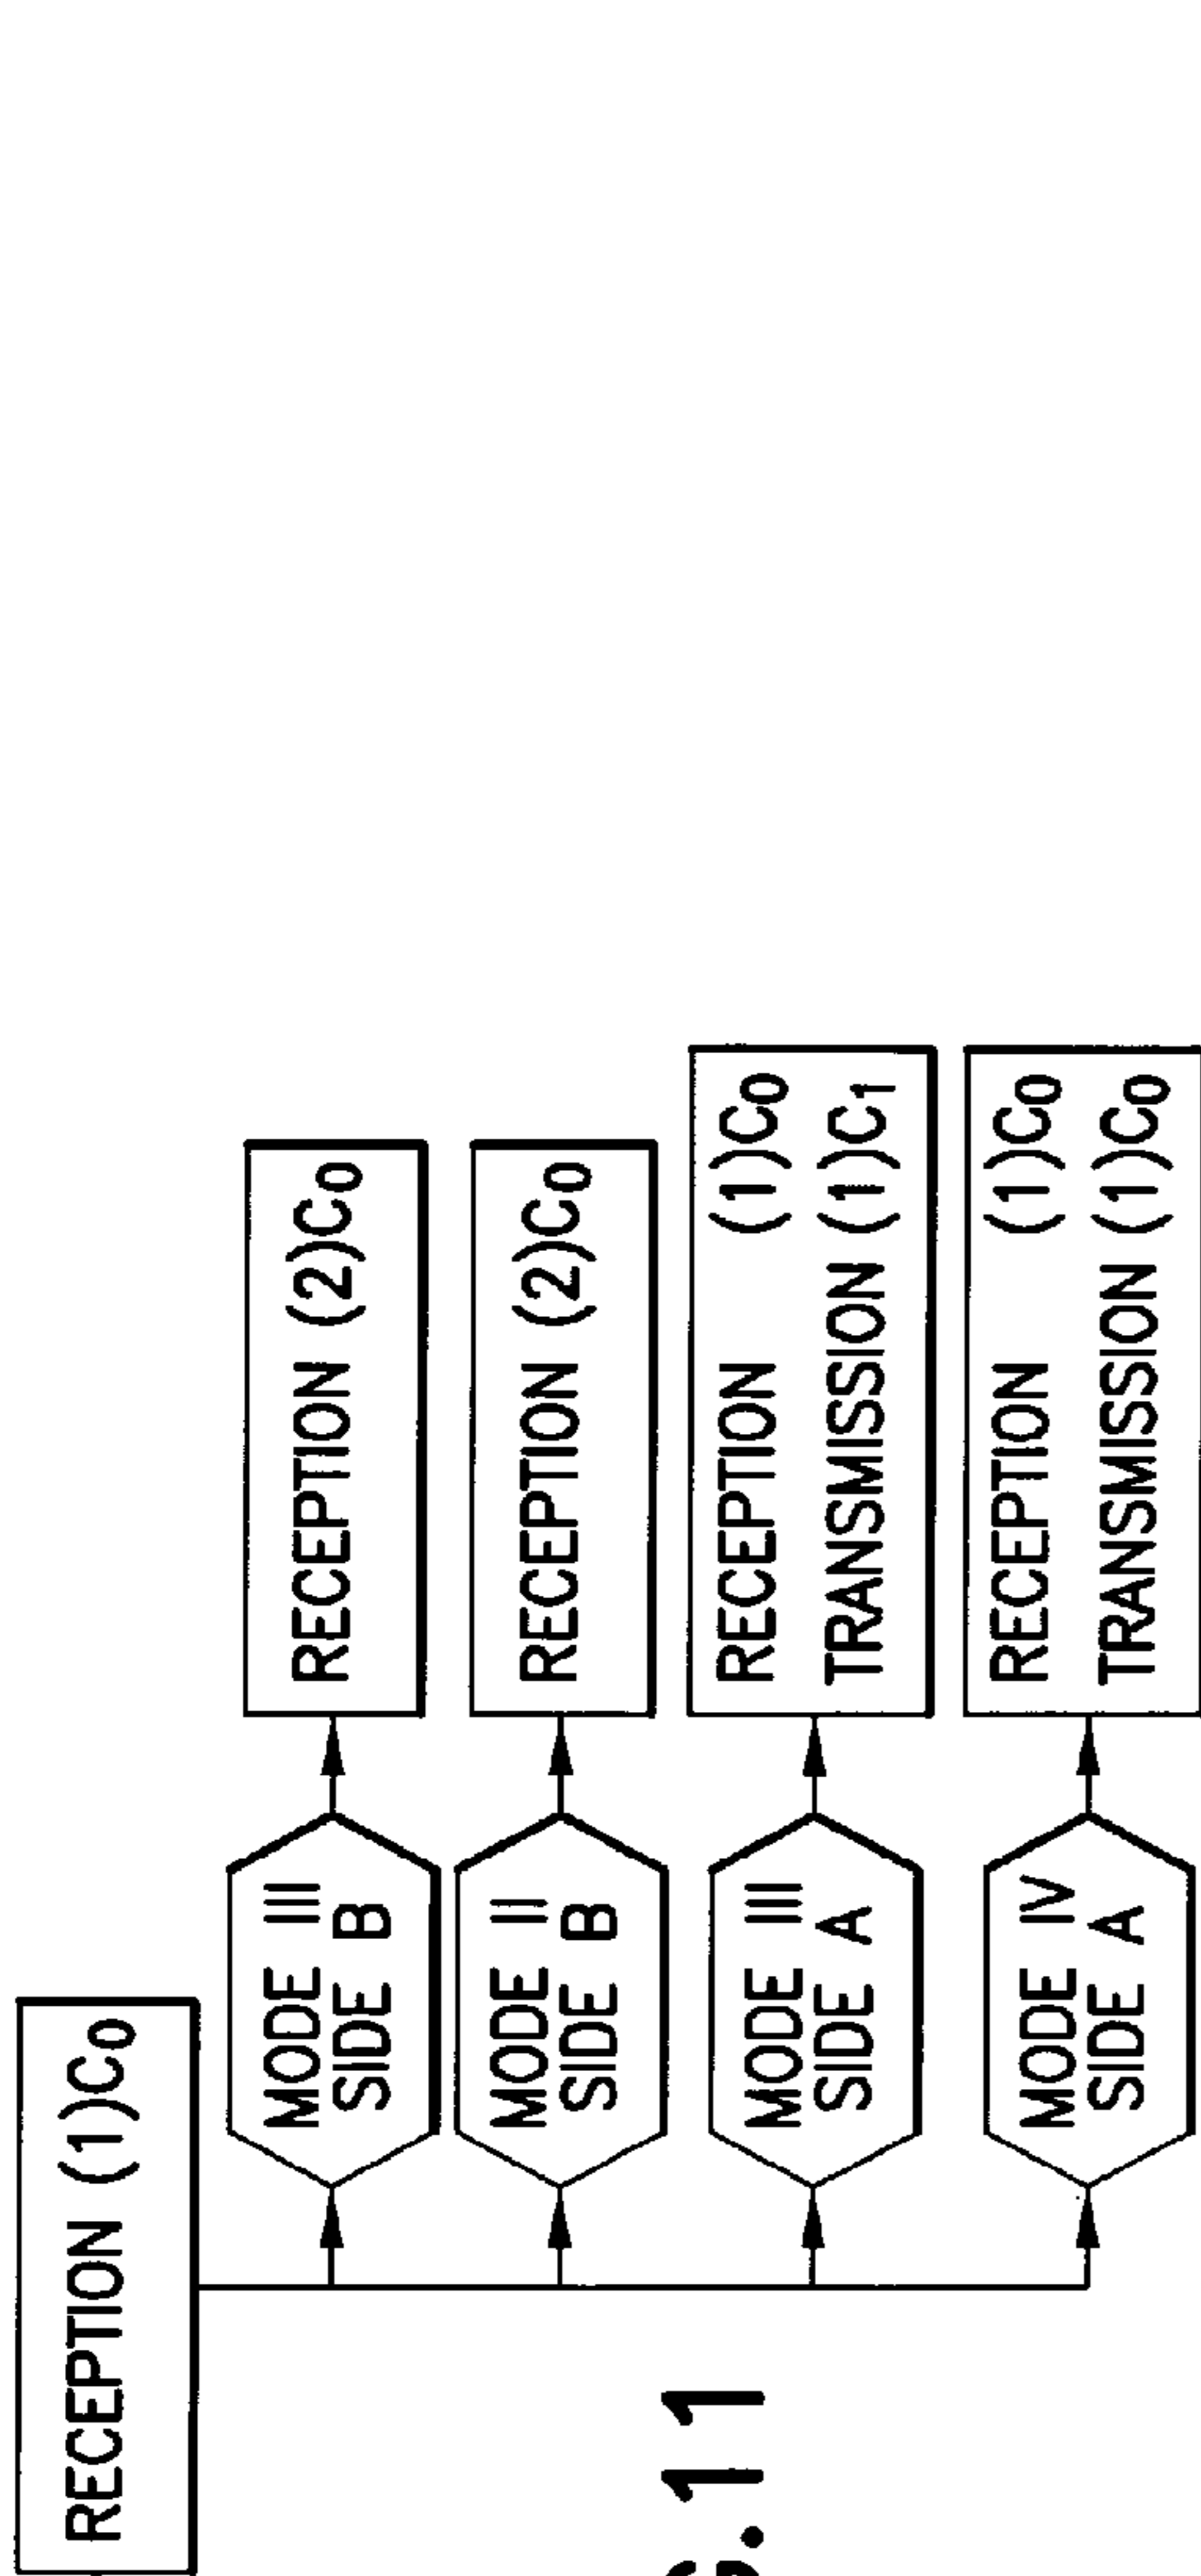 RECEPTION (1)C0
MODE III
SIDE B
RECEPTION (2)C0
MODE II
SIDE B
RECEPTION (2)C0
MODE III
SIDE A
RECEPTION (1)C0
TRANSMISSION (1)C1
MODE IV
SIDE A
RECEPTION (1)C0
TRANSMISSION (1)C0
G.11